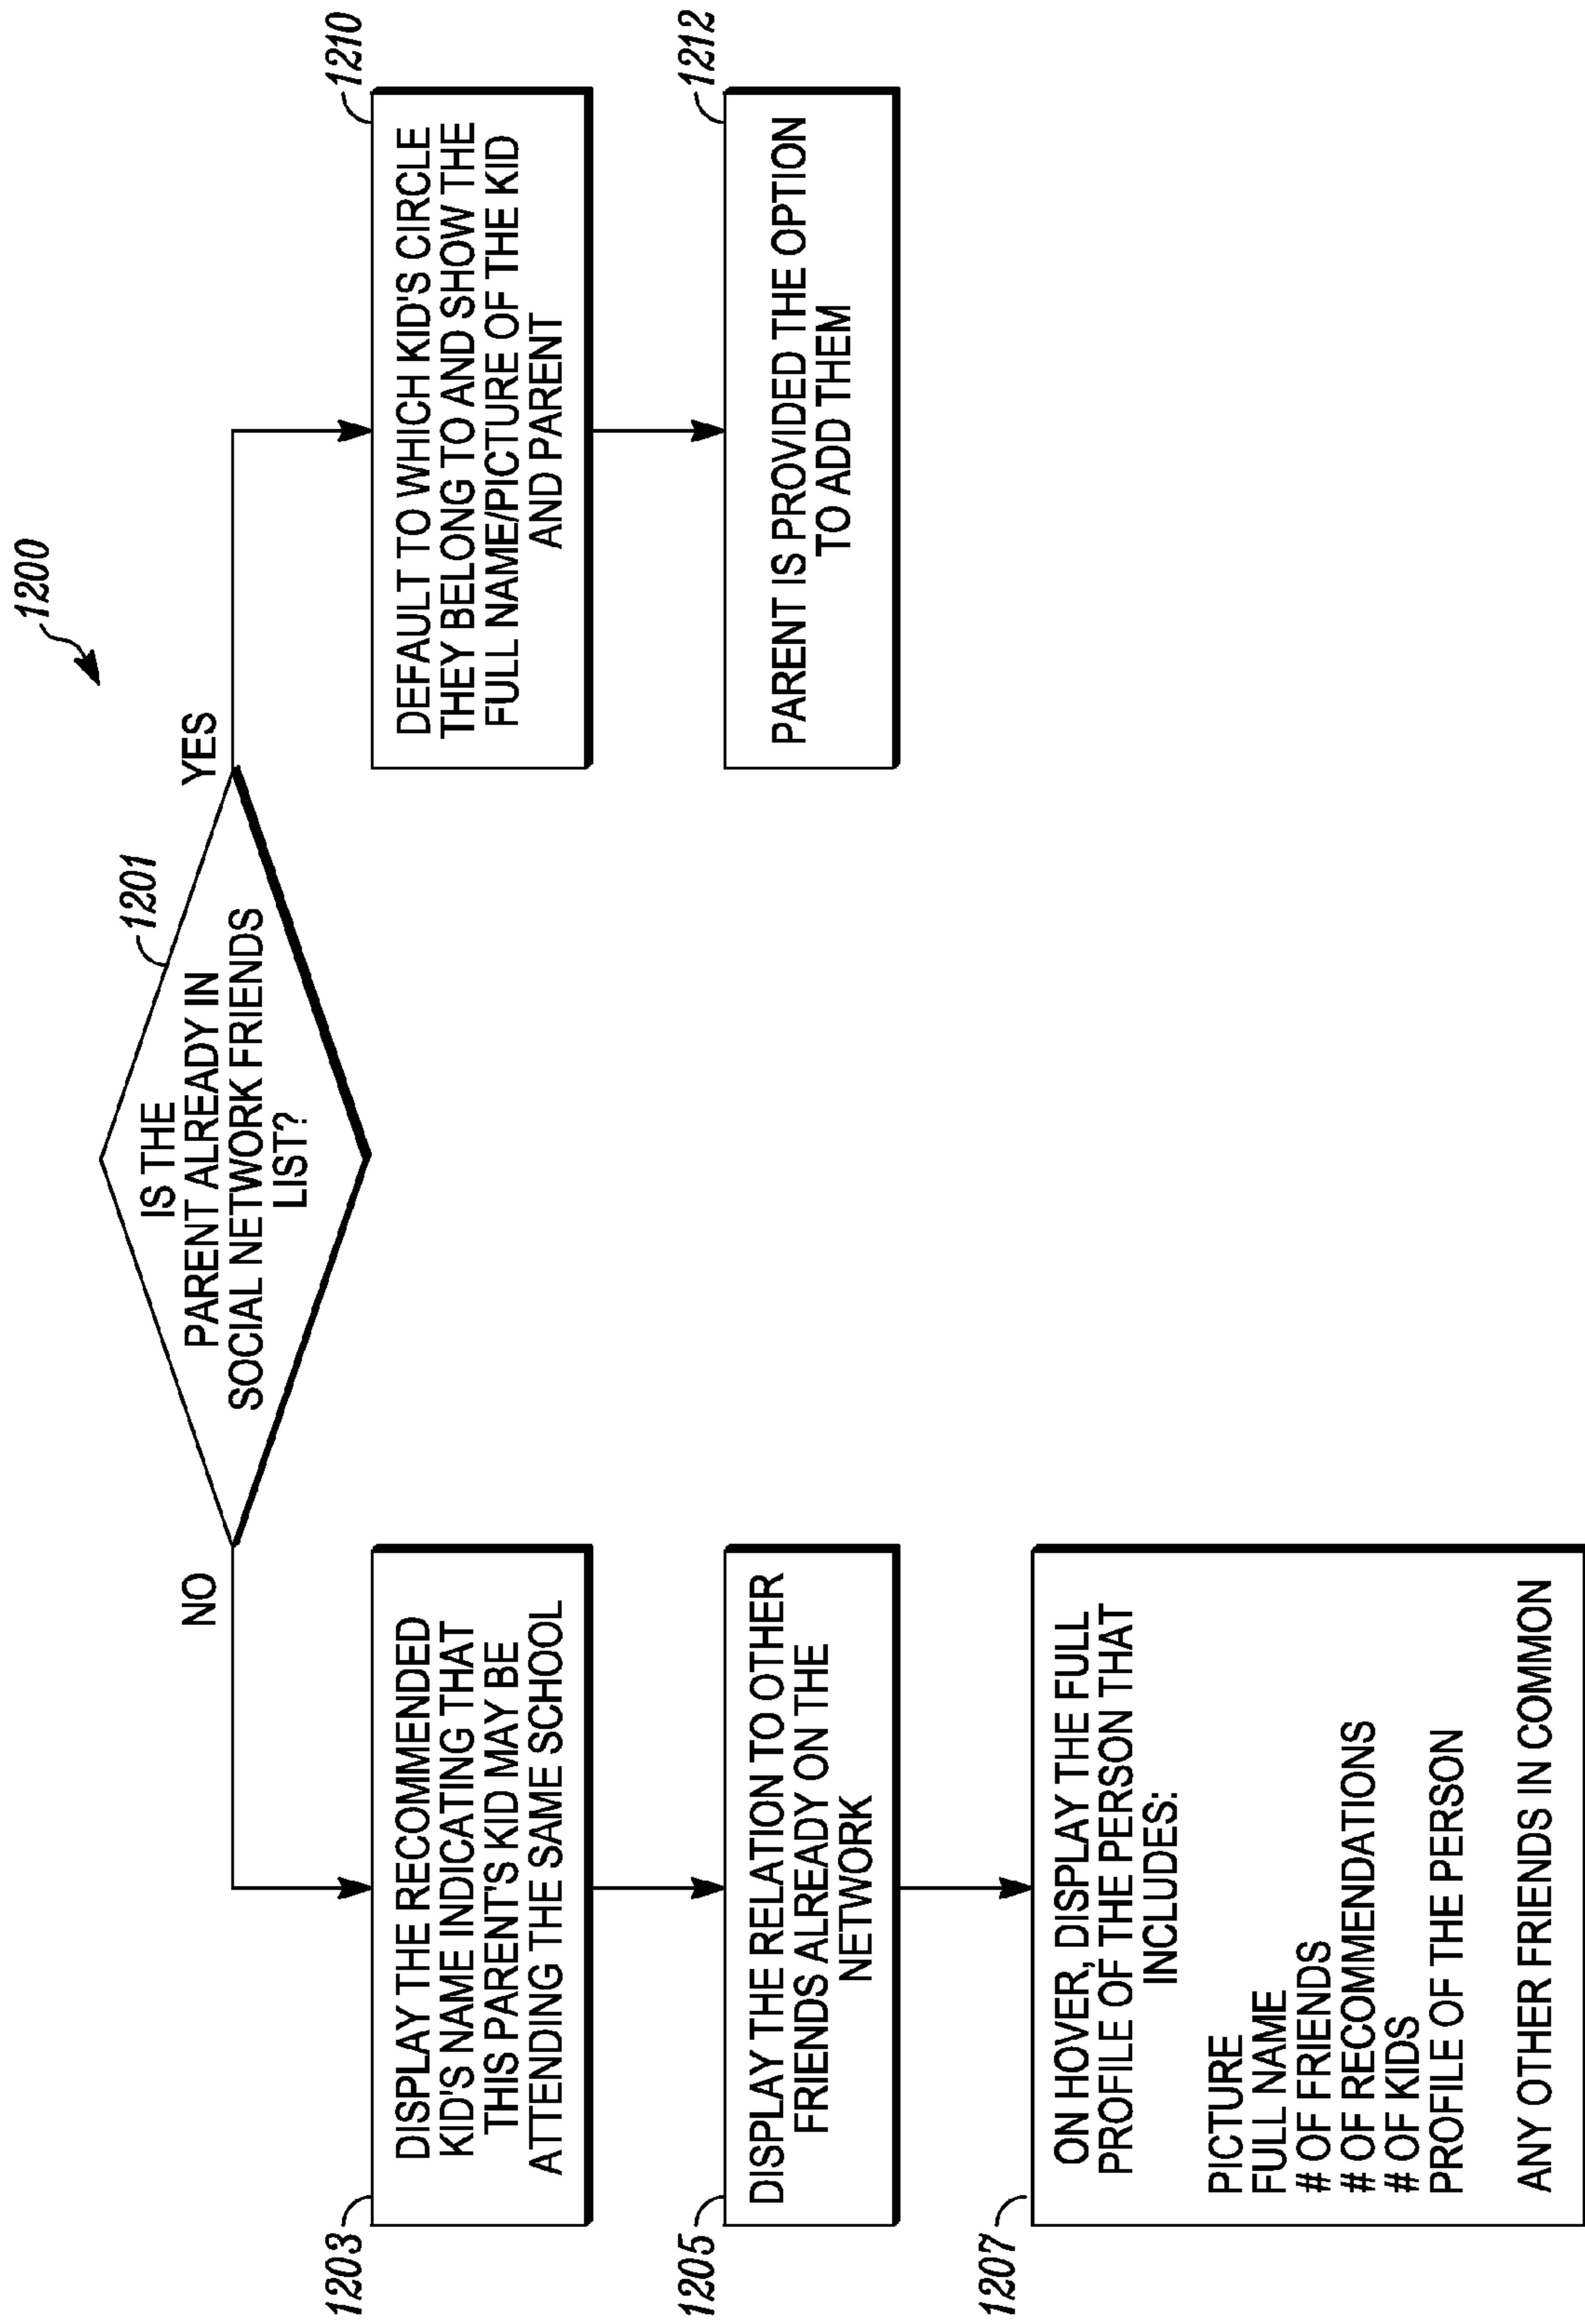 1200
1201
IS THE
PARENT ALREADY IN
SOCIAL NETWORK FRIENDS
LIST?
NO
YES
1203
DISPLAY THE RECOMMENDED
KID'S NAME INDICATING THAT
THIS PARENT'S KID MAY BE
ATTENDING THE SAME SCHOOL
1205
DISPLAY THE RELATION TO OTHER
FRIENDS ALREADY ON THE
NETWORK
1207
ON HOVER, DISPLAY THE FULL
PROFILE OF THE PERSON THAT
INCLUDES:
PICTURE
FULL NAME
# OF FRIENDS
# OF RECOMMENDATIONS
# OF KIDS
PROFILE OF THE PERSON
ANY OTHER FRIENDS IN COMMON
1210
DEFAULT TO WHICH KID'S CIRCLE
THEY BELONG TO AND SHOW THE
FULL NAME/PICTURE OF THE KID
AND PARENT
1212
PARENT IS PROVIDED THE OPTION
TO ADD THEM